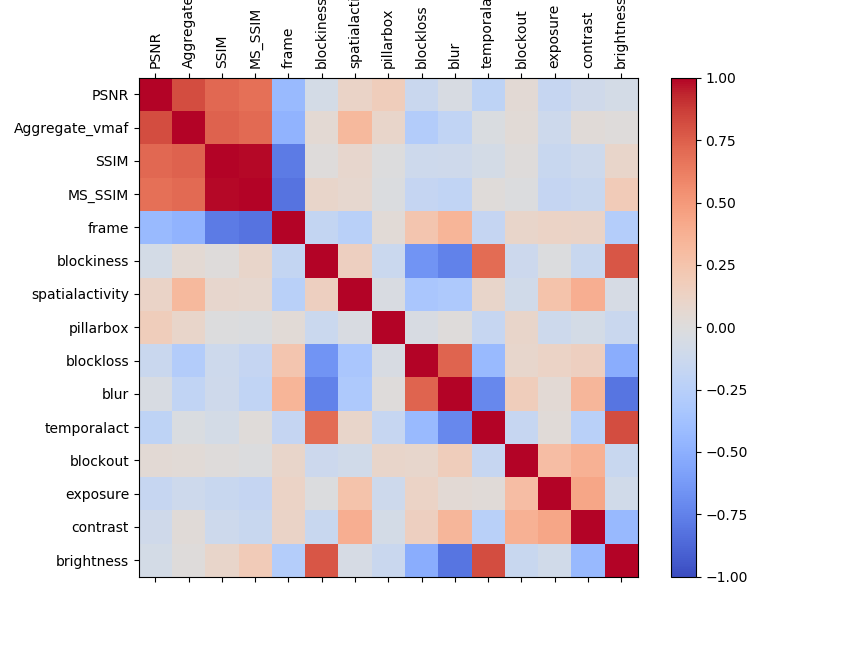 PSNR
Aggregate
SSIM
MS_SSIM
frame
blockiness
spatialacti
pillarbox
blockloss
blur
temporala
blockout
exposure
contrast
brightness
PSNR
Aggregate_vmaf
SSIM
MS_SSIM
frame
blockiness
spatialactivity
pillarbox
blockloss
blur
temporalact
blockout
exposure
contrast
brightness
1.00
0.75
0.50
0.25
0.00
−0.25
−0.50
−0.75
−1.00